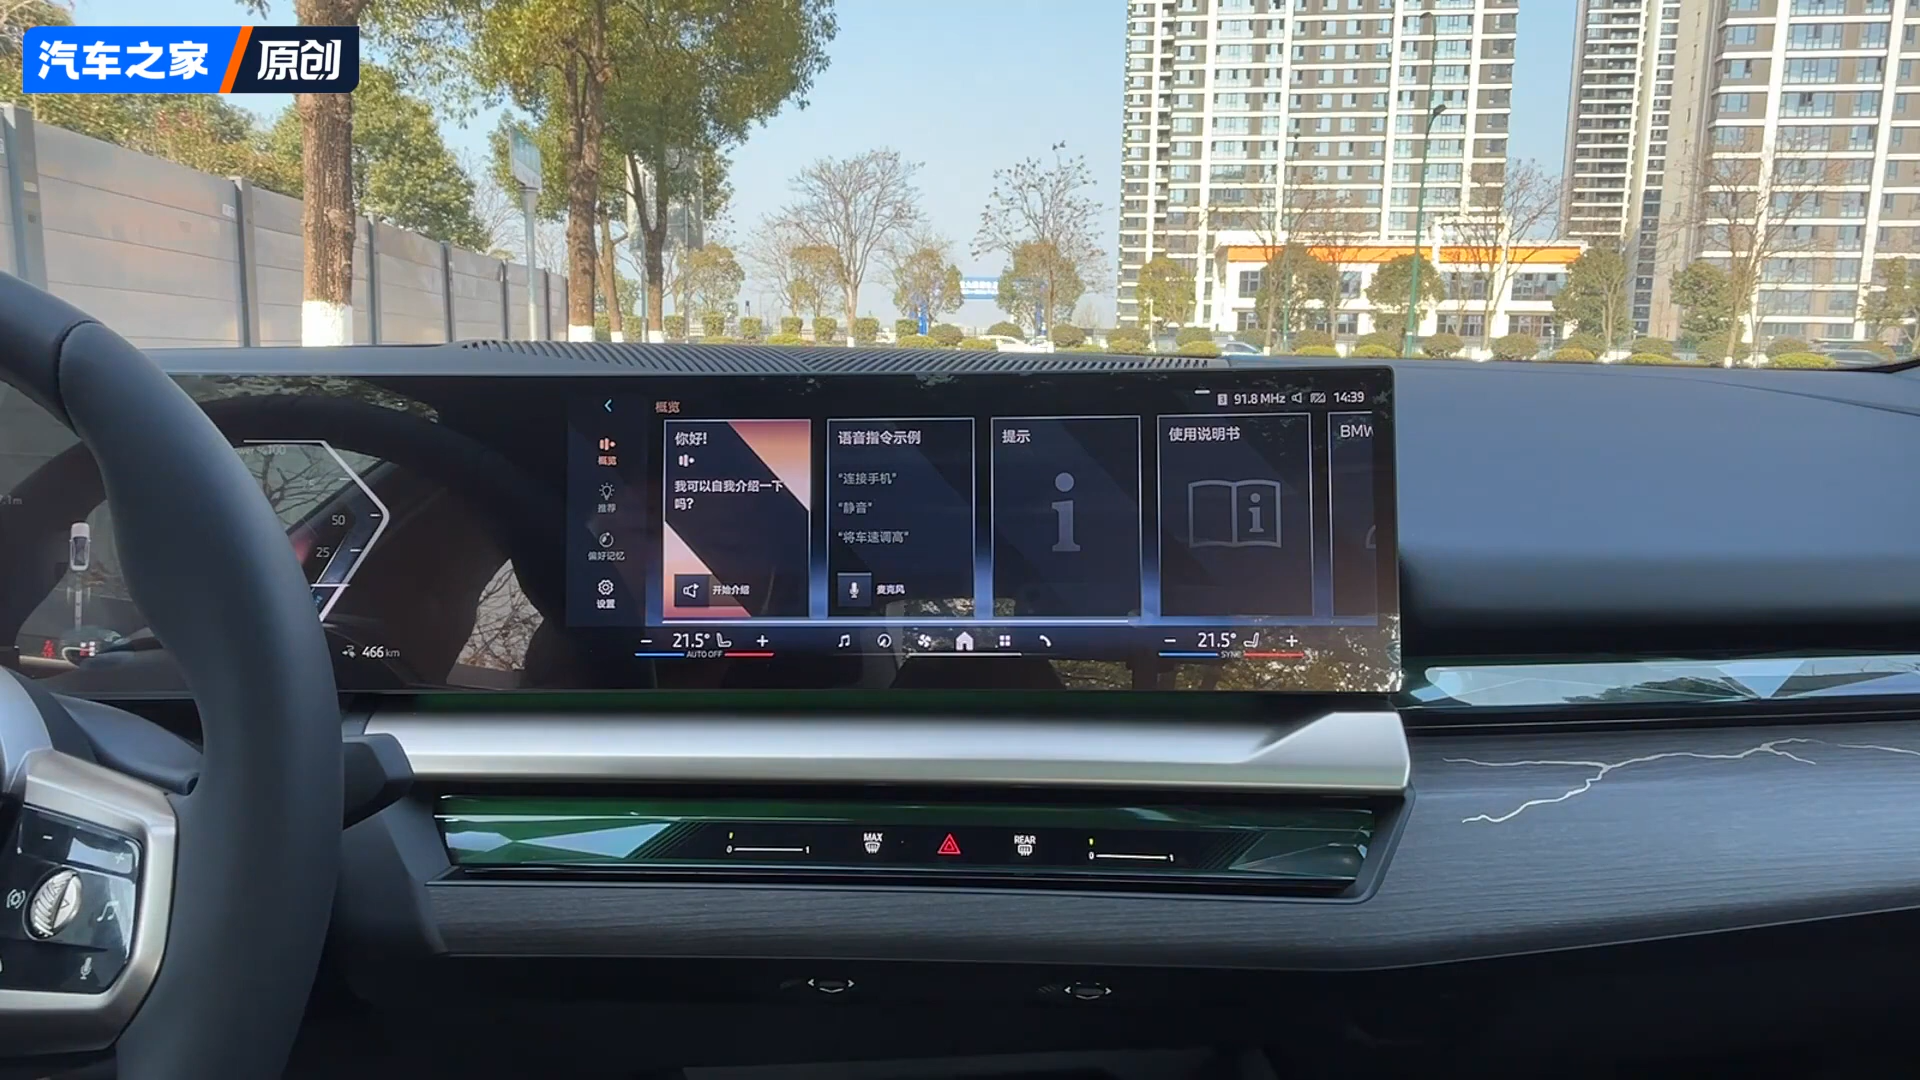 汽车之家 原创
概览
91.8 MHz 14:39
你好!
我可以自我介绍一下
吗?
开始介绍
语音指令示例
“连接手机”
“静音”
“将车速调高”
麦克风
提示
使用说明书
BMW
概览
推荐
偏好记忆
设置
50
25
466 km
21.5°
AUTO OFF
21.5°
SYNC
0 1
MAX
REAR
0 1